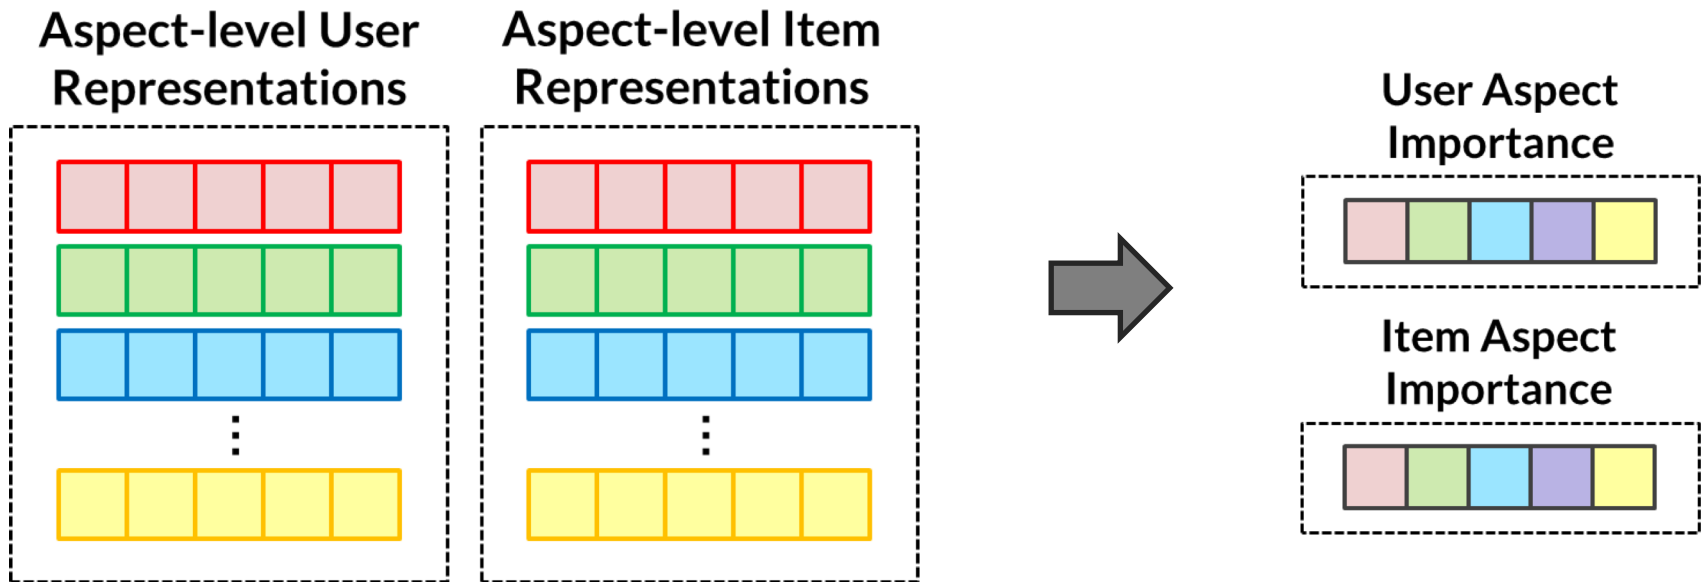 Aspect-level User
Representations
Aspect-level Item
Representations
User Aspect
Importance
Item Aspect
Importance